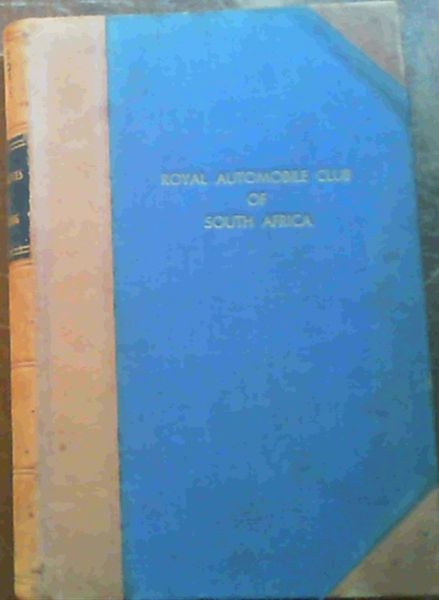 ROYAL AUTOMOBILE CLUB
OF
SOUTH AFRICA